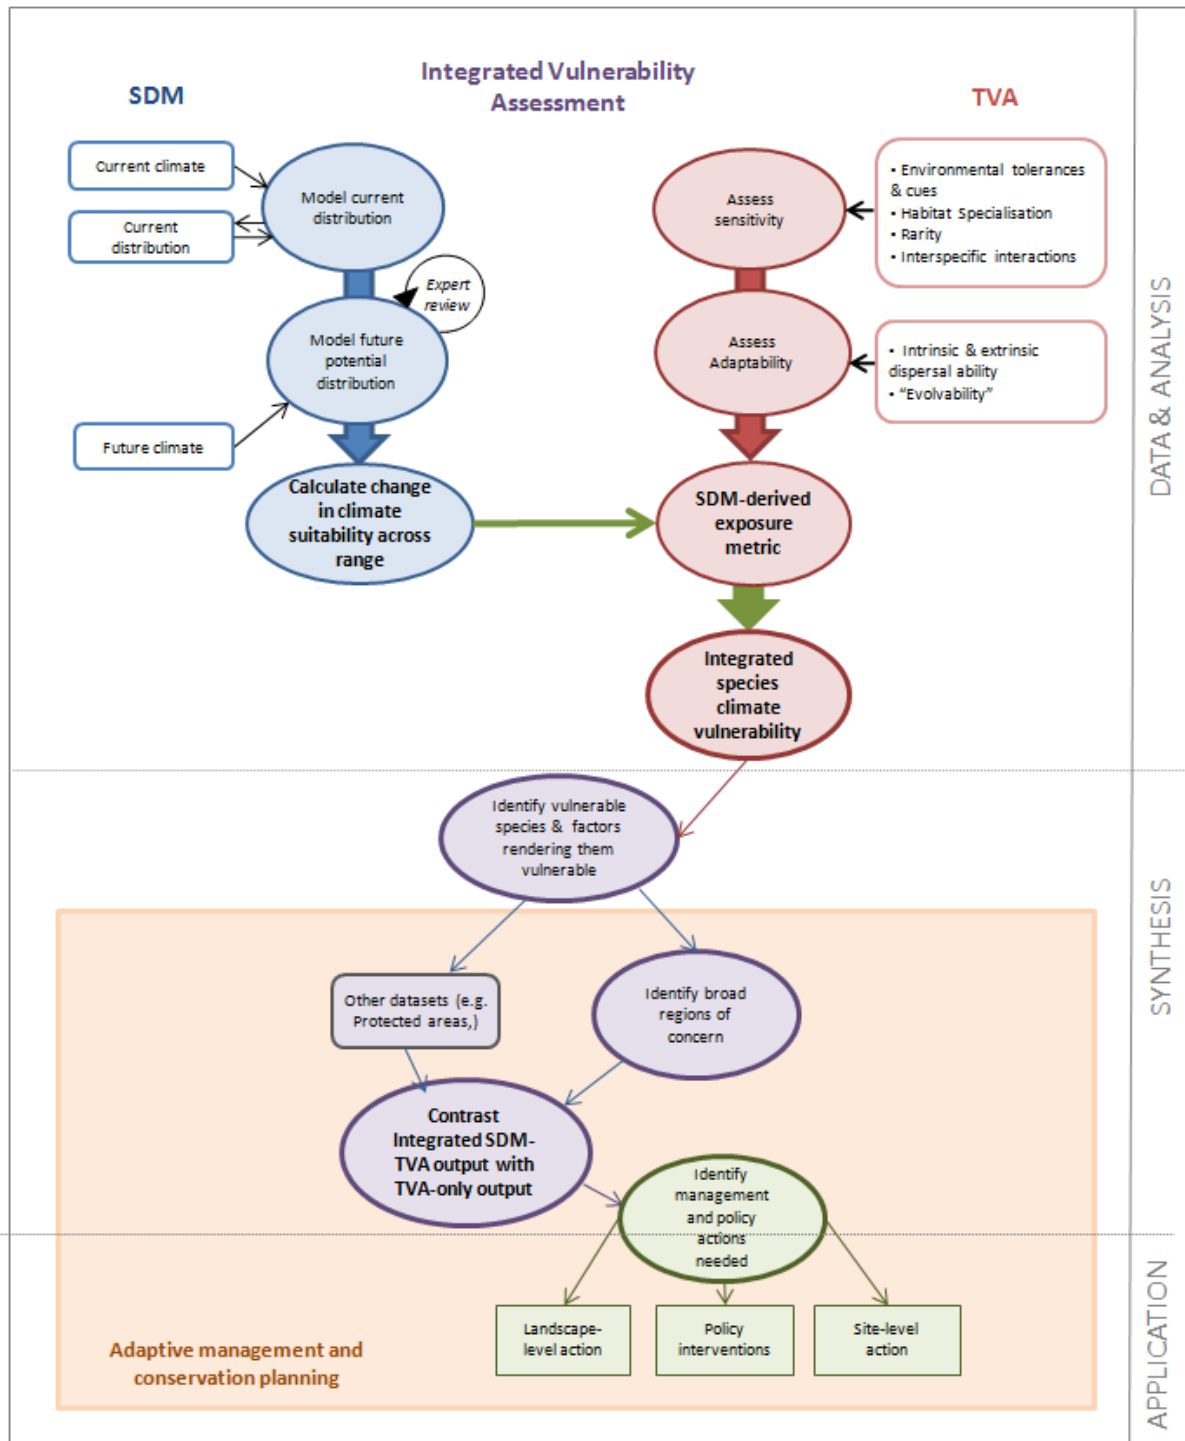 Integrated Vulnerability
Assessment
SDM
TVA
Current climate
Current
distribution
Model current
distribution
Expert
review
Model future
potential
distribution
Future climate
Calculate change
in climate
suitability across
range
Assess
sensitivity
▪ Environmental tolerances
& cues
▪ Habitat Specialisation
▪ Rarity
▪ Interspecific interactions
Assess
Adaptability
▪ Intrinsic & extrinsic
dispersal ability
▪ “Evolvability”
SDM-derived
exposure
metric
Integrated
species
climate
vulnerability
DATA & ANALYSIS
Identify vulnerable
species & factors
rendering them
vulnerable
Other datasets (e.g.
Protected areas,)
Identify broad
regions of
concern
Contrast
Integrated SDM-
TVA output with
TVA-only output
SYNTHESIS
Identify
management
and policy
actions
needed
Landscape-
level action
Policy
interventions
Site-level
action
Adaptive management and
conservation planning
APPLICATION